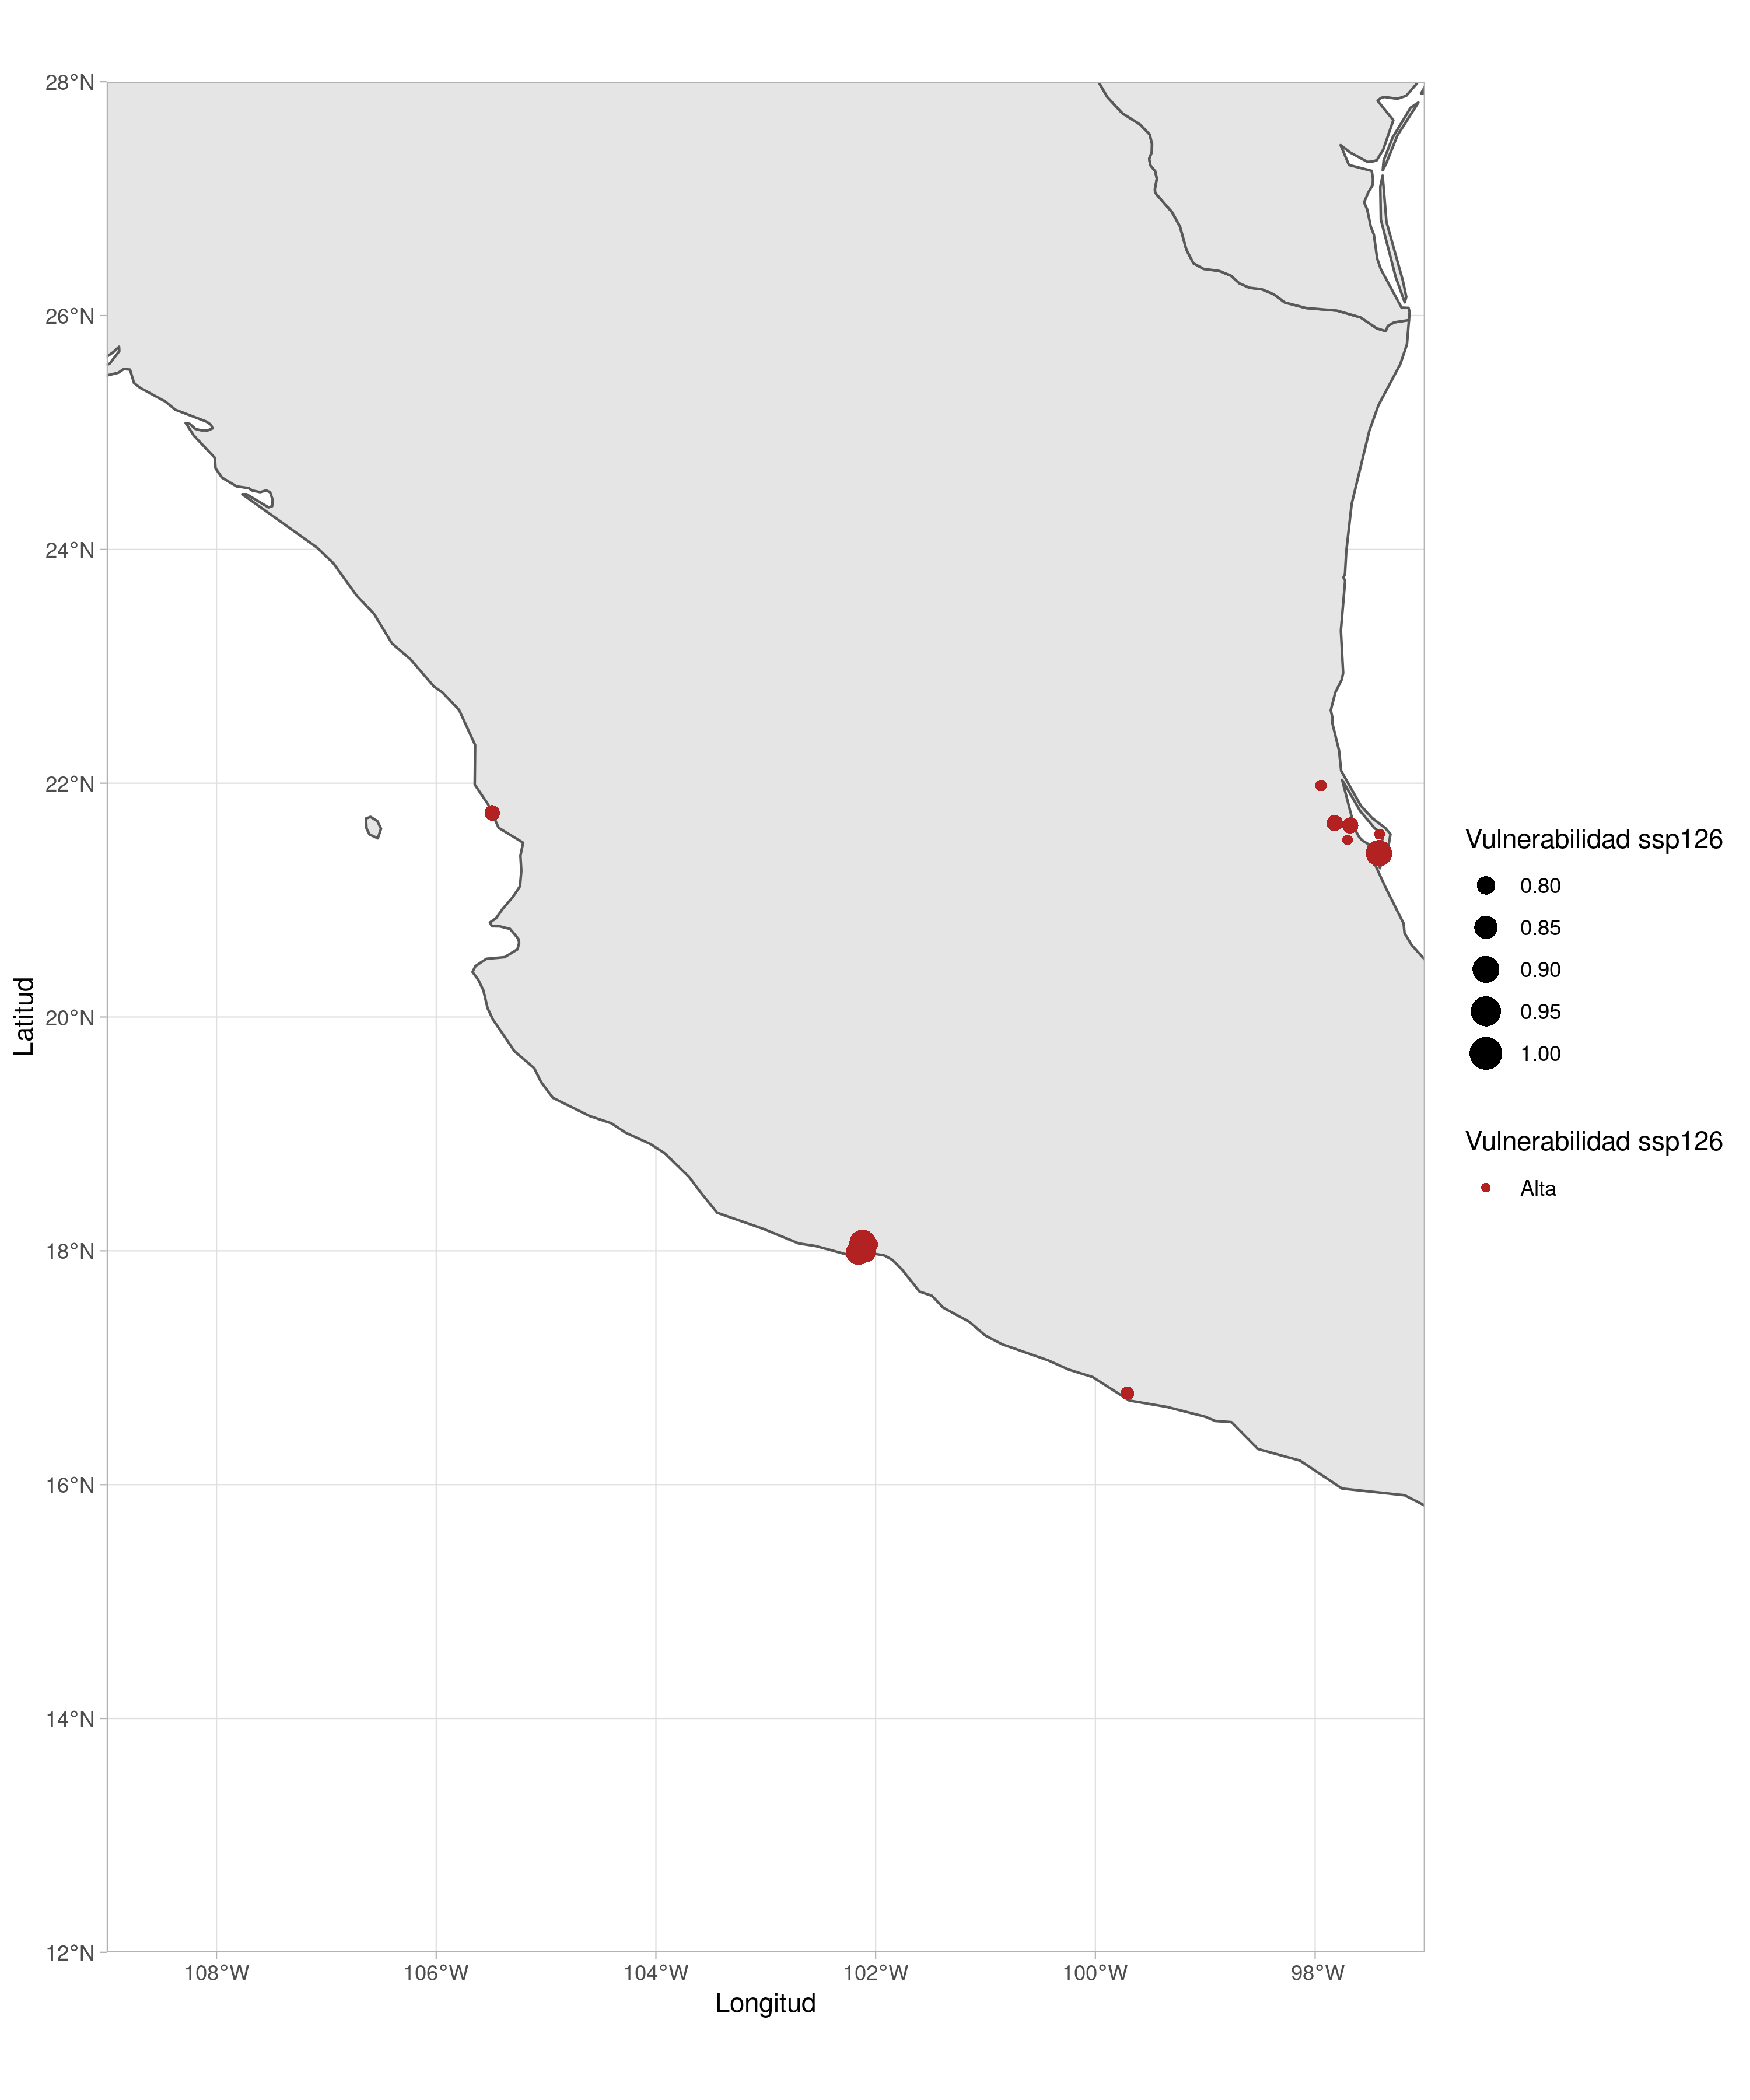 28°N
26°N
24°N
22°N
20°N
18°N
16°N
14°N
12°N
Latitud
108°W
106°W
104°W
102°W
100°W
98°W
Longitud
Vulnerabilidad ssp126
0.80
0.85
0.90
0.95
1.00
Vulnerabilidad ssp126
Alta